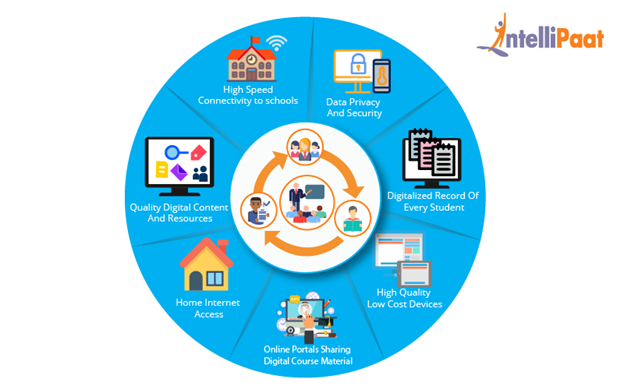 IntelliPaat
High Speed
Connectivity to schools
Data Privacy
And Security
Digitalized Record Of
Every Student
High Quality
Low Cost Devices
Online Portals Sharing
Digital Course Material
Home Internet
Access
Quality Digital Content
And Resources